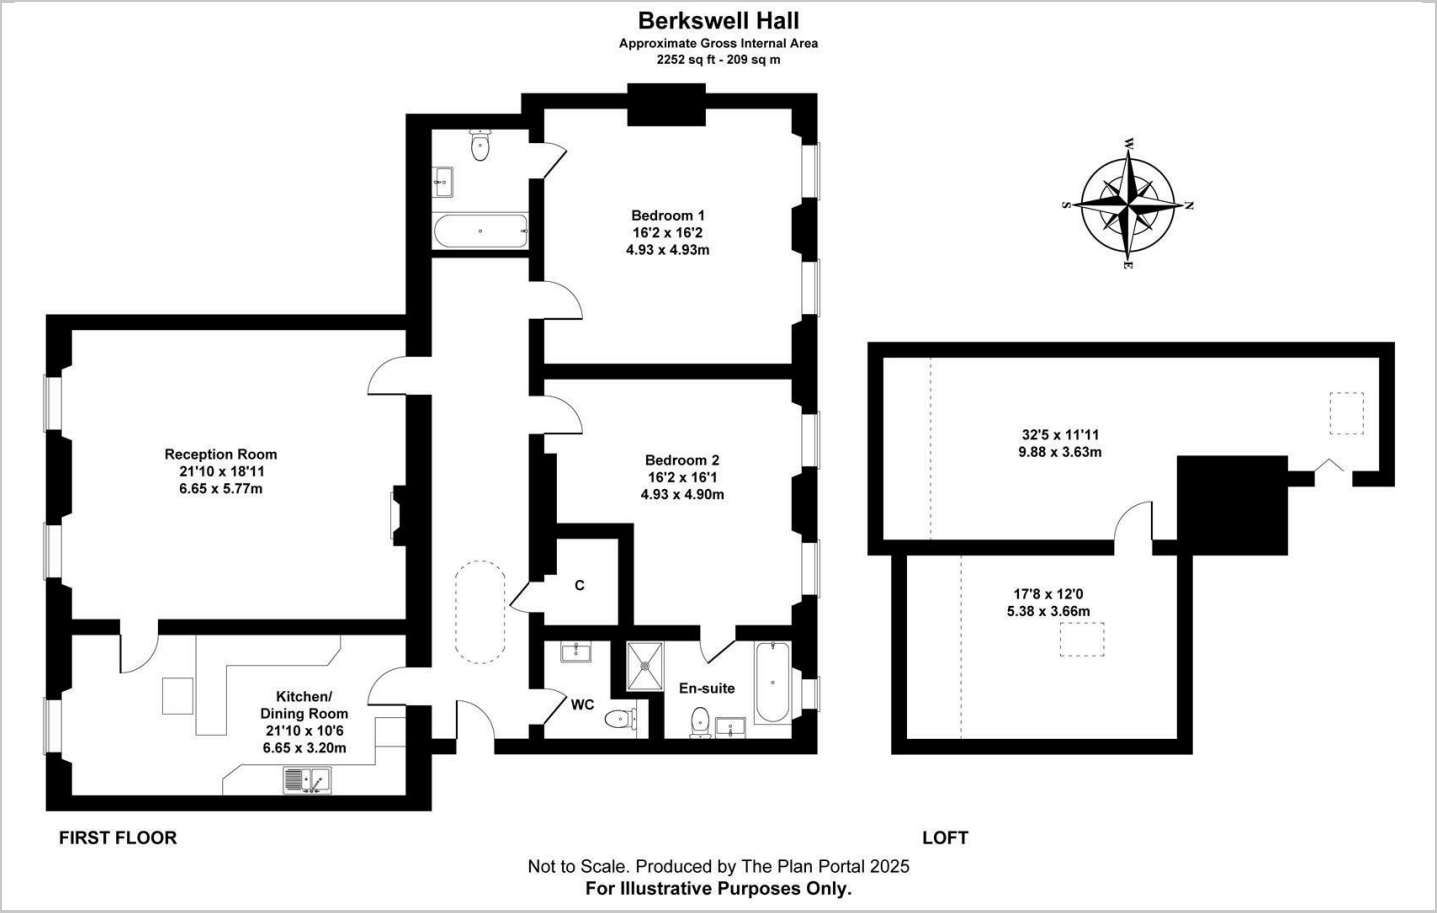 Berkswell Hall
Approximate Gross Internal Area
2252 sq ft - 209 sq m
W
S
N
E
Bedroom 1
16'2 x 16'2
4.93 x 4.93m
Reception Room
21'10 x 18'11
6.65 x 5.77m
Bedroom 2
16'2 x 16'1
4.93 x 4.90m
C
Kitchen/
Dining Room
21'10 x 10'6
6.65 x 3.20m
WC
En-suite
32'5 x 11'11
9.88 x 3.63m
17'8 x 12'0
5.38 x 3.66m
FIRST FLOOR
LOFT
Not to Scale. Produced by The Plan Portal 2025
For Illustrative Purposes Only.